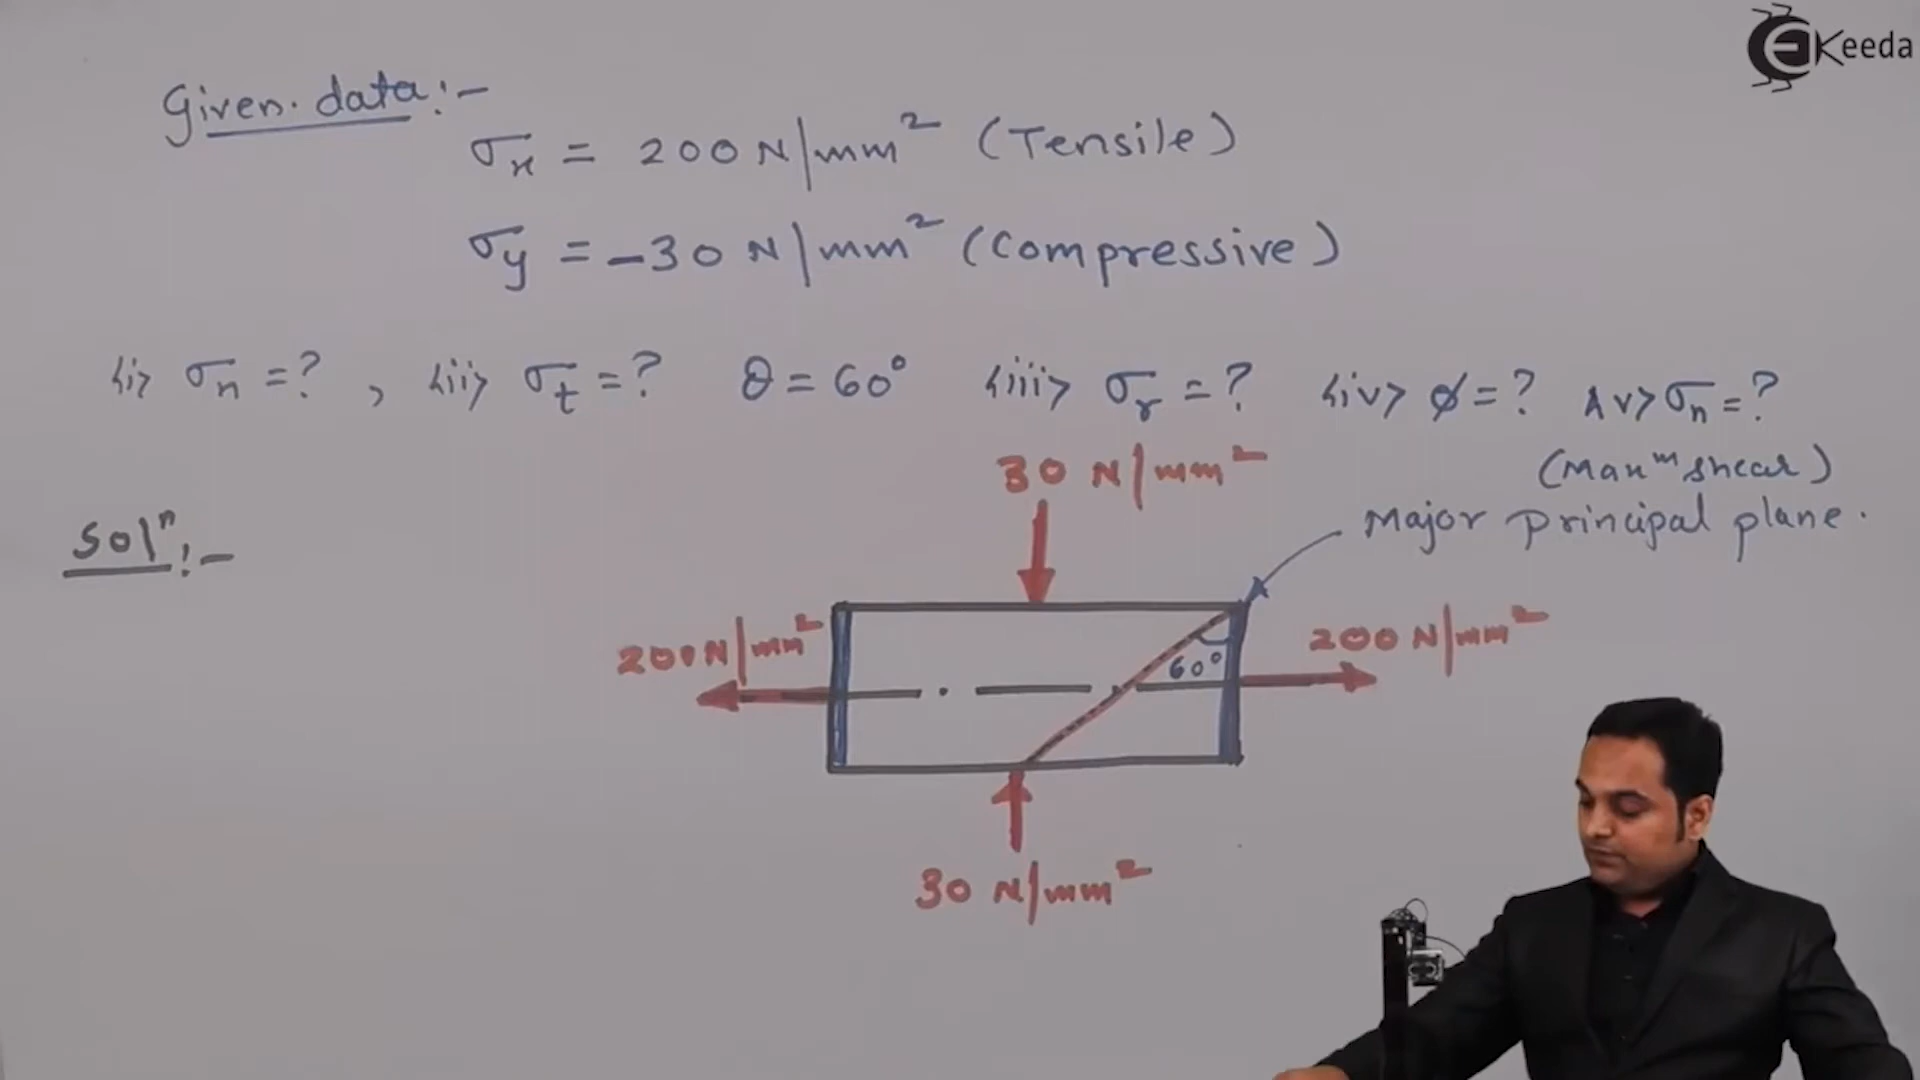 EKeeda
Given. data:-
σx = 200 N/mm² (Tensile)
σy = -30 N/mm² (Compressive)
<i> σn = ? , <ii> σt = ? θ = 60° <iii> σr = ? <iv> φ = ? <v> σn = ?
(Maxᵐ shear)
30 N/mm²
Major principal plane.
Solⁿ:-
200 N/mm²
200 N/mm²
60°
30 N/mm²